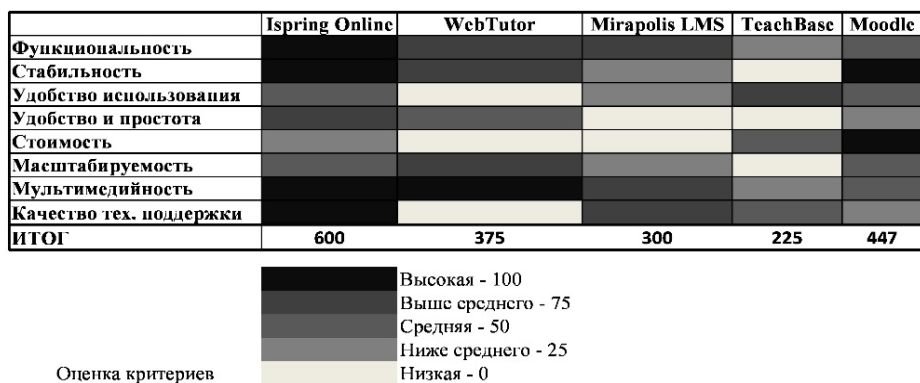 Ispring Online WebTutor Mirapolis LMS TeachBase Moodle
Функциональность
Стабильность
Удобство использования
Удобство и простота
Стоимость
Масштабируемость
Мультимедийность
Качество тех. поддержки
ИТОГ 600 375 300 225 447
Высокая - 100
Выше среднего - 75
Средняя - 50
Ниже среднего - 25
Оценка критериев Низкая - 0